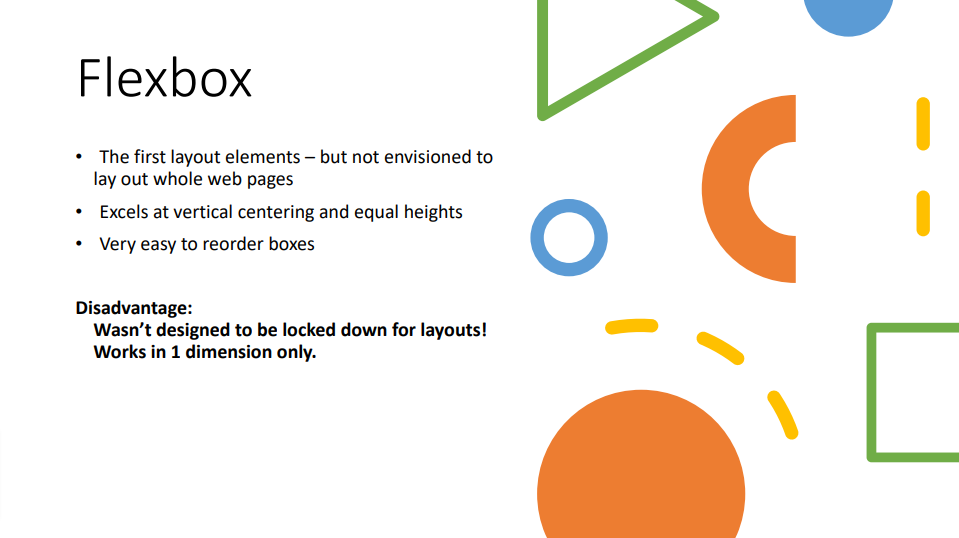 Flexbox
• The first layout elements – but not envisioned to
lay out whole web pages
• Excels at vertical centering and equal heights
• Very easy to reorder boxes
Disadvantage:
Wasn’t designed to be locked down for layouts!
Works in 1 dimension only.